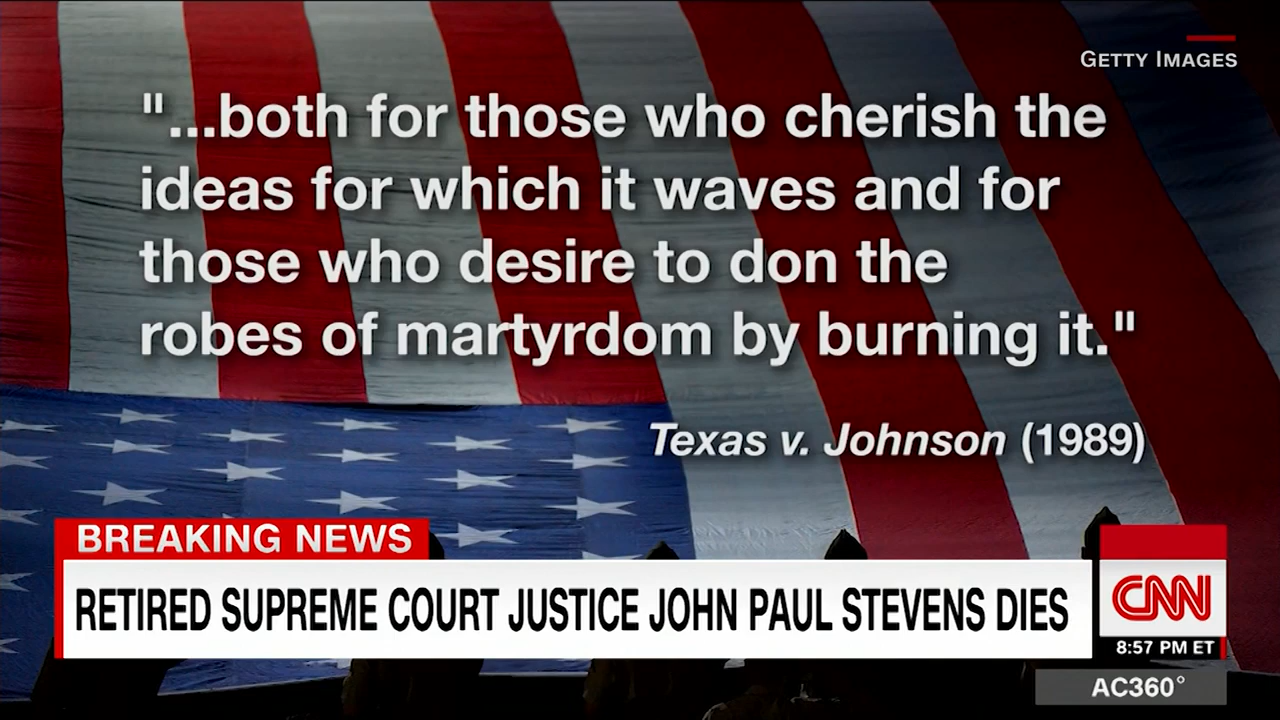 GETTY IMAGES
"...both for those who cherish the
ideas for which it waves and for
those who desire to don the
robes of martyrdom by burning it."
Texas v. Johnson (1989)
BREAKING NEWS
RETIRED SUPREME COURT JUSTICE JOHN PAUL STEVENS DIES
CNN
8:57 PM ET
AC360°